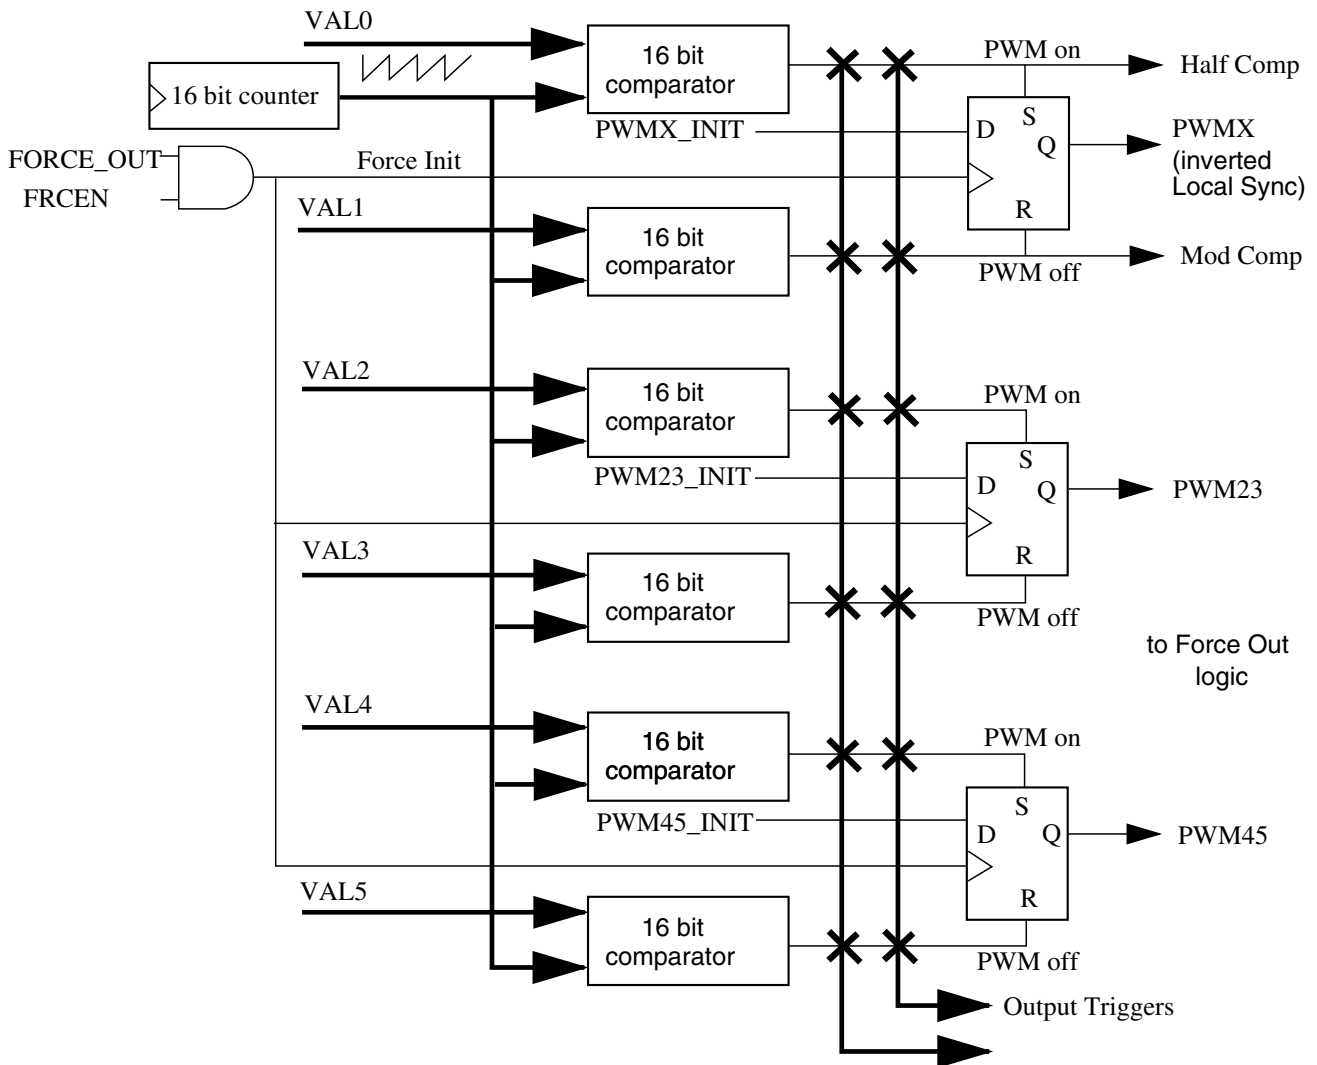 VAL0
16 bit
comparator
PWM on
Half Comp
16 bit counter
PWMX_INIT
S
D
Q
PWMX
(inverted
Local Sync)
FORCE_OUT
FRCEN
Force Init
VAL1
16 bit
comparator
R
PWM off
Mod Comp
VAL2
16 bit
comparator
PWM on
PWM23_INIT
S
D
Q
PWM23
VAL3
16 bit
comparator
R
PWM off
to Force Out
logic
VAL4
16 bit
comparator
PWM on
PWM45_INIT
S
D
Q
PWM45
VAL5
16 bit
comparator
R
PWM off
Output Triggers